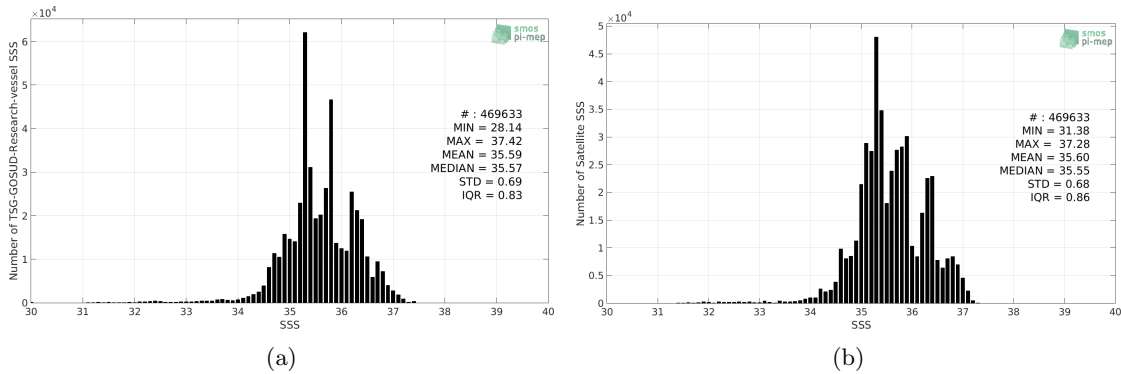 ×10^4
smos
pi-mep
Number of TSG-GOSUD-Research-vessel SSS
6
5
4
3
2
1
0
# : 469633
MIN = 28.14
MAX = 37.42
MEAN = 35.59
MEDIAN = 35.57
STD = 0.69
IQR = 0.83
30 31 32 33 34 35 36 37 38 39 40
SSS
(a)
×10^4
smos
pi-mep
Number of Satellite SSS
5
4.5
4
3.5
3
2.5
2
1.5
1
0.5
0
# : 469633
MIN = 31.38
MAX = 37.28
MEAN = 35.60
MEDIAN = 35.55
STD = 0.68
IQR = 0.86
30 31 32 33 34 35 36 37 38 39 40
SSS
(b)